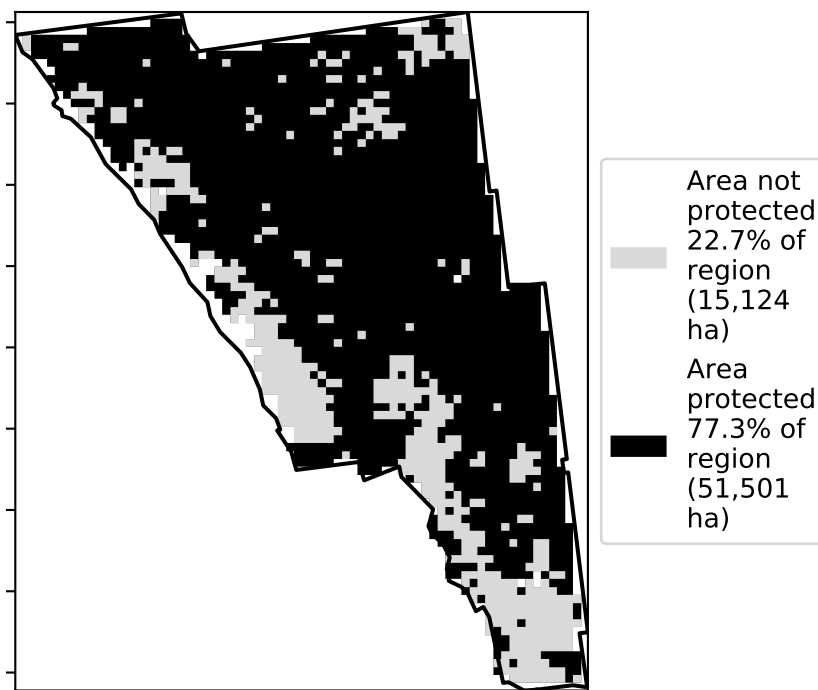 Area not
protected
22.7% of
region
(15,124
ha)
Area
protected
77.3% of
region
(51,501
ha)